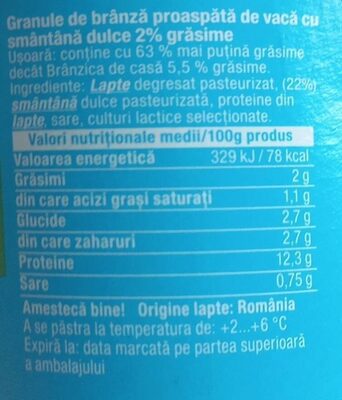 Granule de brânză proaspătă de vacă cu
smântână dulce 2% grăsime
Ușoară: conține cu 63 % mai puțină grăsime
decât Brânzica de casă 5,5 % grăsime.
Ingrediente: Lapte degresat pasteurizat, (22%)
smântână dulce pasteurizată, proteine din
lapte, sare, culturi lactice selecționate.
Valori nutriționale medii/100g produs
Valoarea energetică 329 kJ / 78 kcal
Grăsimi 2 g
din care acizi grași saturați 1,1 g
Glucide 2,7 g
din care zaharuri 2,7 g
Proteine 12,3 g
Sare 0,75 g
Amestecă bine! Origine lapte: România
A se păstra la temperatura de: +2...+6 °C
Expiră la: data marcată pe partea superioară
a ambalajului